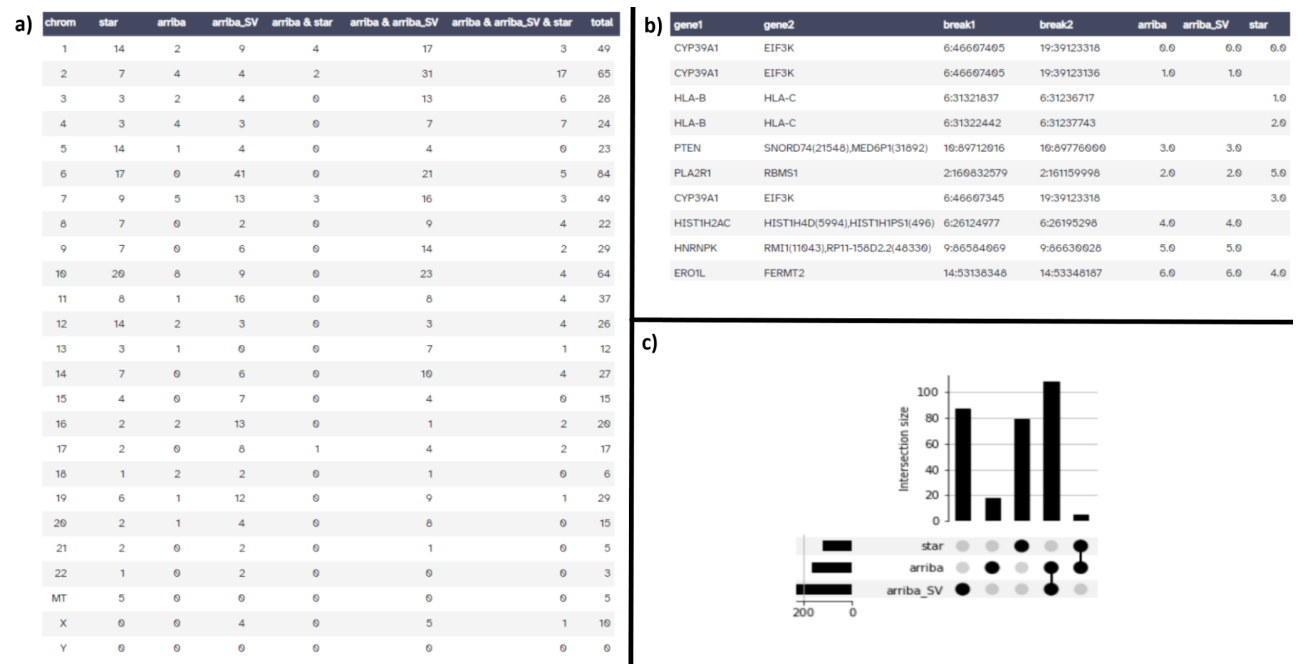 a)
chrom star arriba arriba_SV arriba & star arriba & arriba_SV arriba & arriba_SV & star total
1 14 2 9 4 17 3 49
2 7 4 4 2 31 17 65
3 3 2 4 0 13 6 28
4 3 4 3 0 7 7 24
5 14 1 4 0 4 0 23
6 17 0 41 0 21 5 84
7 9 5 13 3 16 3 49
8 7 0 2 0 9 4 22
9 7 0 6 0 14 2 29
10 20 8 9 0 23 4 64
11 8 1 16 0 8 4 37
12 14 2 3 0 3 4 26
13 3 1 0 0 7 1 12
14 7 0 6 0 10 4 27
15 4 0 7 0 4 0 15
16 2 2 13 0 1 2 20
17 2 0 8 1 4 2 17
18 1 2 2 0 1 0 6
19 6 1 12 0 9 1 29
20 2 1 4 0 8 0 15
21 2 0 2 0 1 0 5
22 1 0 2 0 0 0 3
MT 5 0 0 0 0 0 5
X 0 0 4 0 5 1 10
Y 0 0 0 0 0 0 0
b)
gene1 gene2 break1 break2 arriba arriba_SV star
CYP39A1 EIF3K 6:46607405 19:39123318 0.0 0.0 0.0
CYP39A1 EIF3K 6:46607405 19:39123136 1.0 1.0
HLA-B HLA-C 6:31321837 6:31236717 1.0
HLA-B HLA-C 6:31322442 6:31237743 2.0
PTEN SNORD74(21548),MED6P1(31892) 10:89712016 10:89776000 3.0 3.0
PLA2R1 RBMS1 2:160832579 2:161159998 2.0 2.0 5.0
CYP39A1 EIF3K 6:46607345 19:39123318 3.0
HIST1H2AC HIST1H4D(5994),HIST1H1PS1(496) 6:26124977 6:26195298 4.0 4.0
HNRNPK RMI1(11043),RP11-158D2.2(48330) 9:86584069 9:86630028 5.0 5.0
ERO1L FERMT2 14:53138348 14:53348187 6.0 6.0 4.0
c)
Intersection size
100
80
60
40
20
0
star
arriba
arriba_SV
200 0